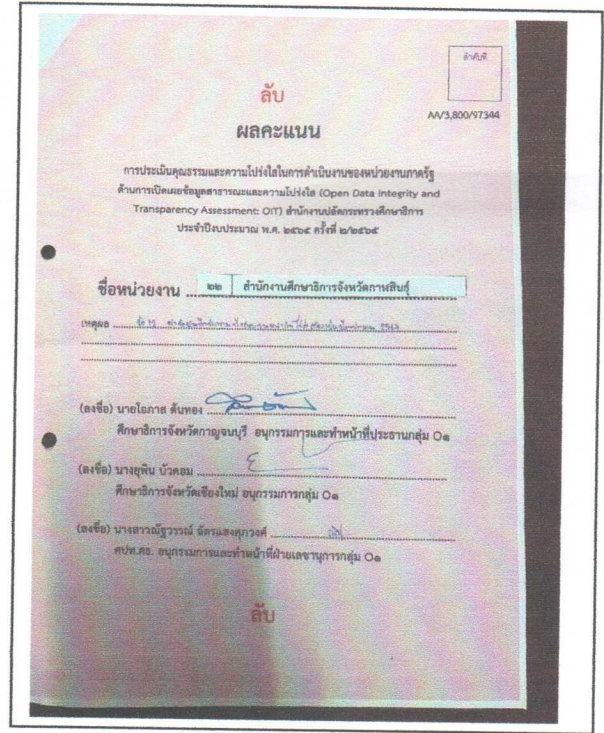 ลำดับที่
ลับ
AA/3,800/97344
ผลคะแนน
การประเมินคุณธรรมและความโปร่งใสในการดำเนินงานของหน่วยงานภาครัฐ
ด้านการเปิดเผยข้อมูลสาธารณะและความโปร่งใส (Open Data Integrity and
Transparency Assessment: OIT) สำนักงานปลัดกระทรวงศึกษาธิการ
ประจำปีงบประมาณ พ.ศ. ๒๕๖๕ ครั้งที่ ๒/๒๕๖๕
ชื่อหน่วยงาน ๒๒ สำนักงานศึกษาธิการจังหวัดกาฬสินธุ์
เหตุผล
(ลงชื่อ) นายโอภาส ต้นทอง
ศึกษาธิการจังหวัดกาญจนบุรี อนุกรรมการและทำหน้าที่ประธานกลุ่ม O๑
(ลงชื่อ) นางยุพิน บัวคอม
ศึกษาธิการจังหวัดเชียงใหม่ อนุกรรมการกลุ่ม O๑
(ลงชื่อ) นางสาวณัฐวรรณ์ ฉัตรแสงศุภวงศ์
ศปท.ศธ. อนุกรรมการและทำหน้าที่ฝ่ายเลขานุการกลุ่ม O๑
ลับ